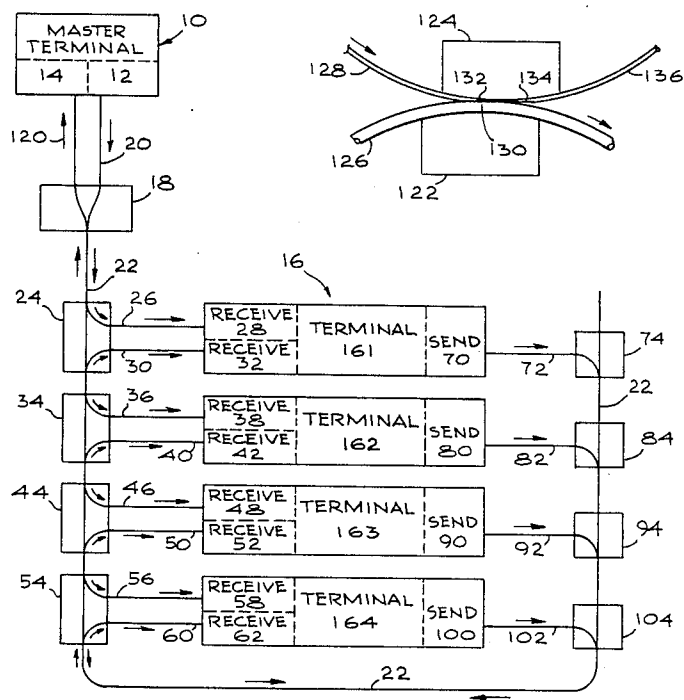 10
124
MASTER
TERMINAL
14 12
128
132 134
136
120
20
126
130
122
18
22
16
24
26
RECEIVE
28
TERMINAL
161
SEND
70
RECEIVE
32
30
72
74
22
34
36
RECEIVE
38
TERMINAL
162
SEND
80
RECEIVE
42
40
82
84
44
46
RECEIVE
48
TERMINAL
163
SEND
90
RECEIVE
52
50
92
94
54
56
RECEIVE
58
TERMINAL
164
SEND
100
RECEIVE
62
60
102
104
22